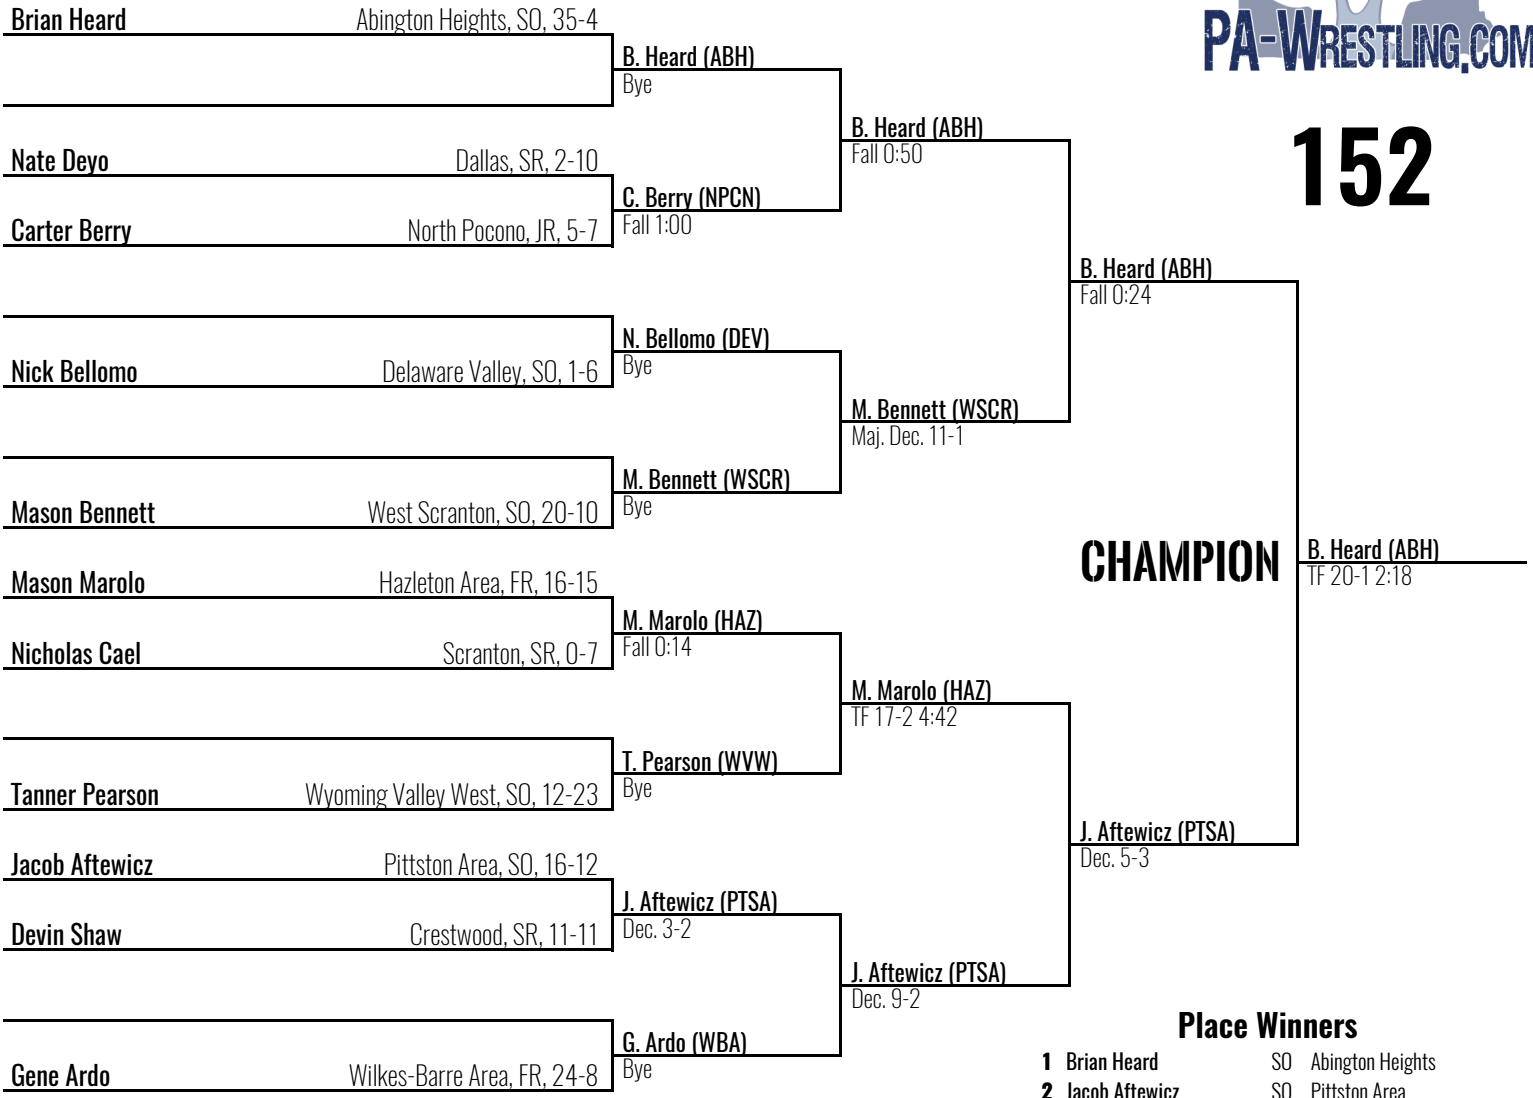 PA-WRESTLING.COM
152
Brian Heard Abington Heights, SO, 35-4
B. Heard (ABH)
Bye
B. Heard (ABH)
Fall 0:50
Nate Deyo Dallas, SR, 2-10
C. Berry (NPCN)
Fall 1:00
Carter Berry North Pocono, JR, 5-7
B. Heard (ABH)
Fall 0:24
N. Bellomo (DEV)
Bye
Nick Bellomo Delaware Valley, SO, 1-6
M. Bennett (WSCR)
Maj. Dec. 11-1
M. Bennett (WSCR)
Bye
Mason Bennett West Scranton, SO, 20-10
CHAMPION
B. Heard (ABH)
TF 20-1 2:18
Mason Marolo Hazleton Area, FR, 16-15
M. Marolo (HAZ)
Fall 0:14
Nicholas Cael Scranton, SR, 0-7
M. Marolo (HAZ)
TF 17-2 4:42
T. Pearson (WVW)
Bye
Tanner Pearson Wyoming Valley West, SO, 12-23
J. Aftewicz (PTSA)
Dec. 5-3
Jacob Aftewicz Pittston Area, SO, 16-12
J. Aftewicz (PTSA)
Dec. 3-2
Devin Shaw Crestwood, SR, 11-11
J. Aftewicz (PTSA)
Dec. 9-2
G. Ardo (WBA)
Bye
Gene Ardo Wilkes-Barre Area, FR, 24-8
Place Winners
1 Brian Heard SO Abington Heights
2 Jacob Aftewicz SO Pittston Area